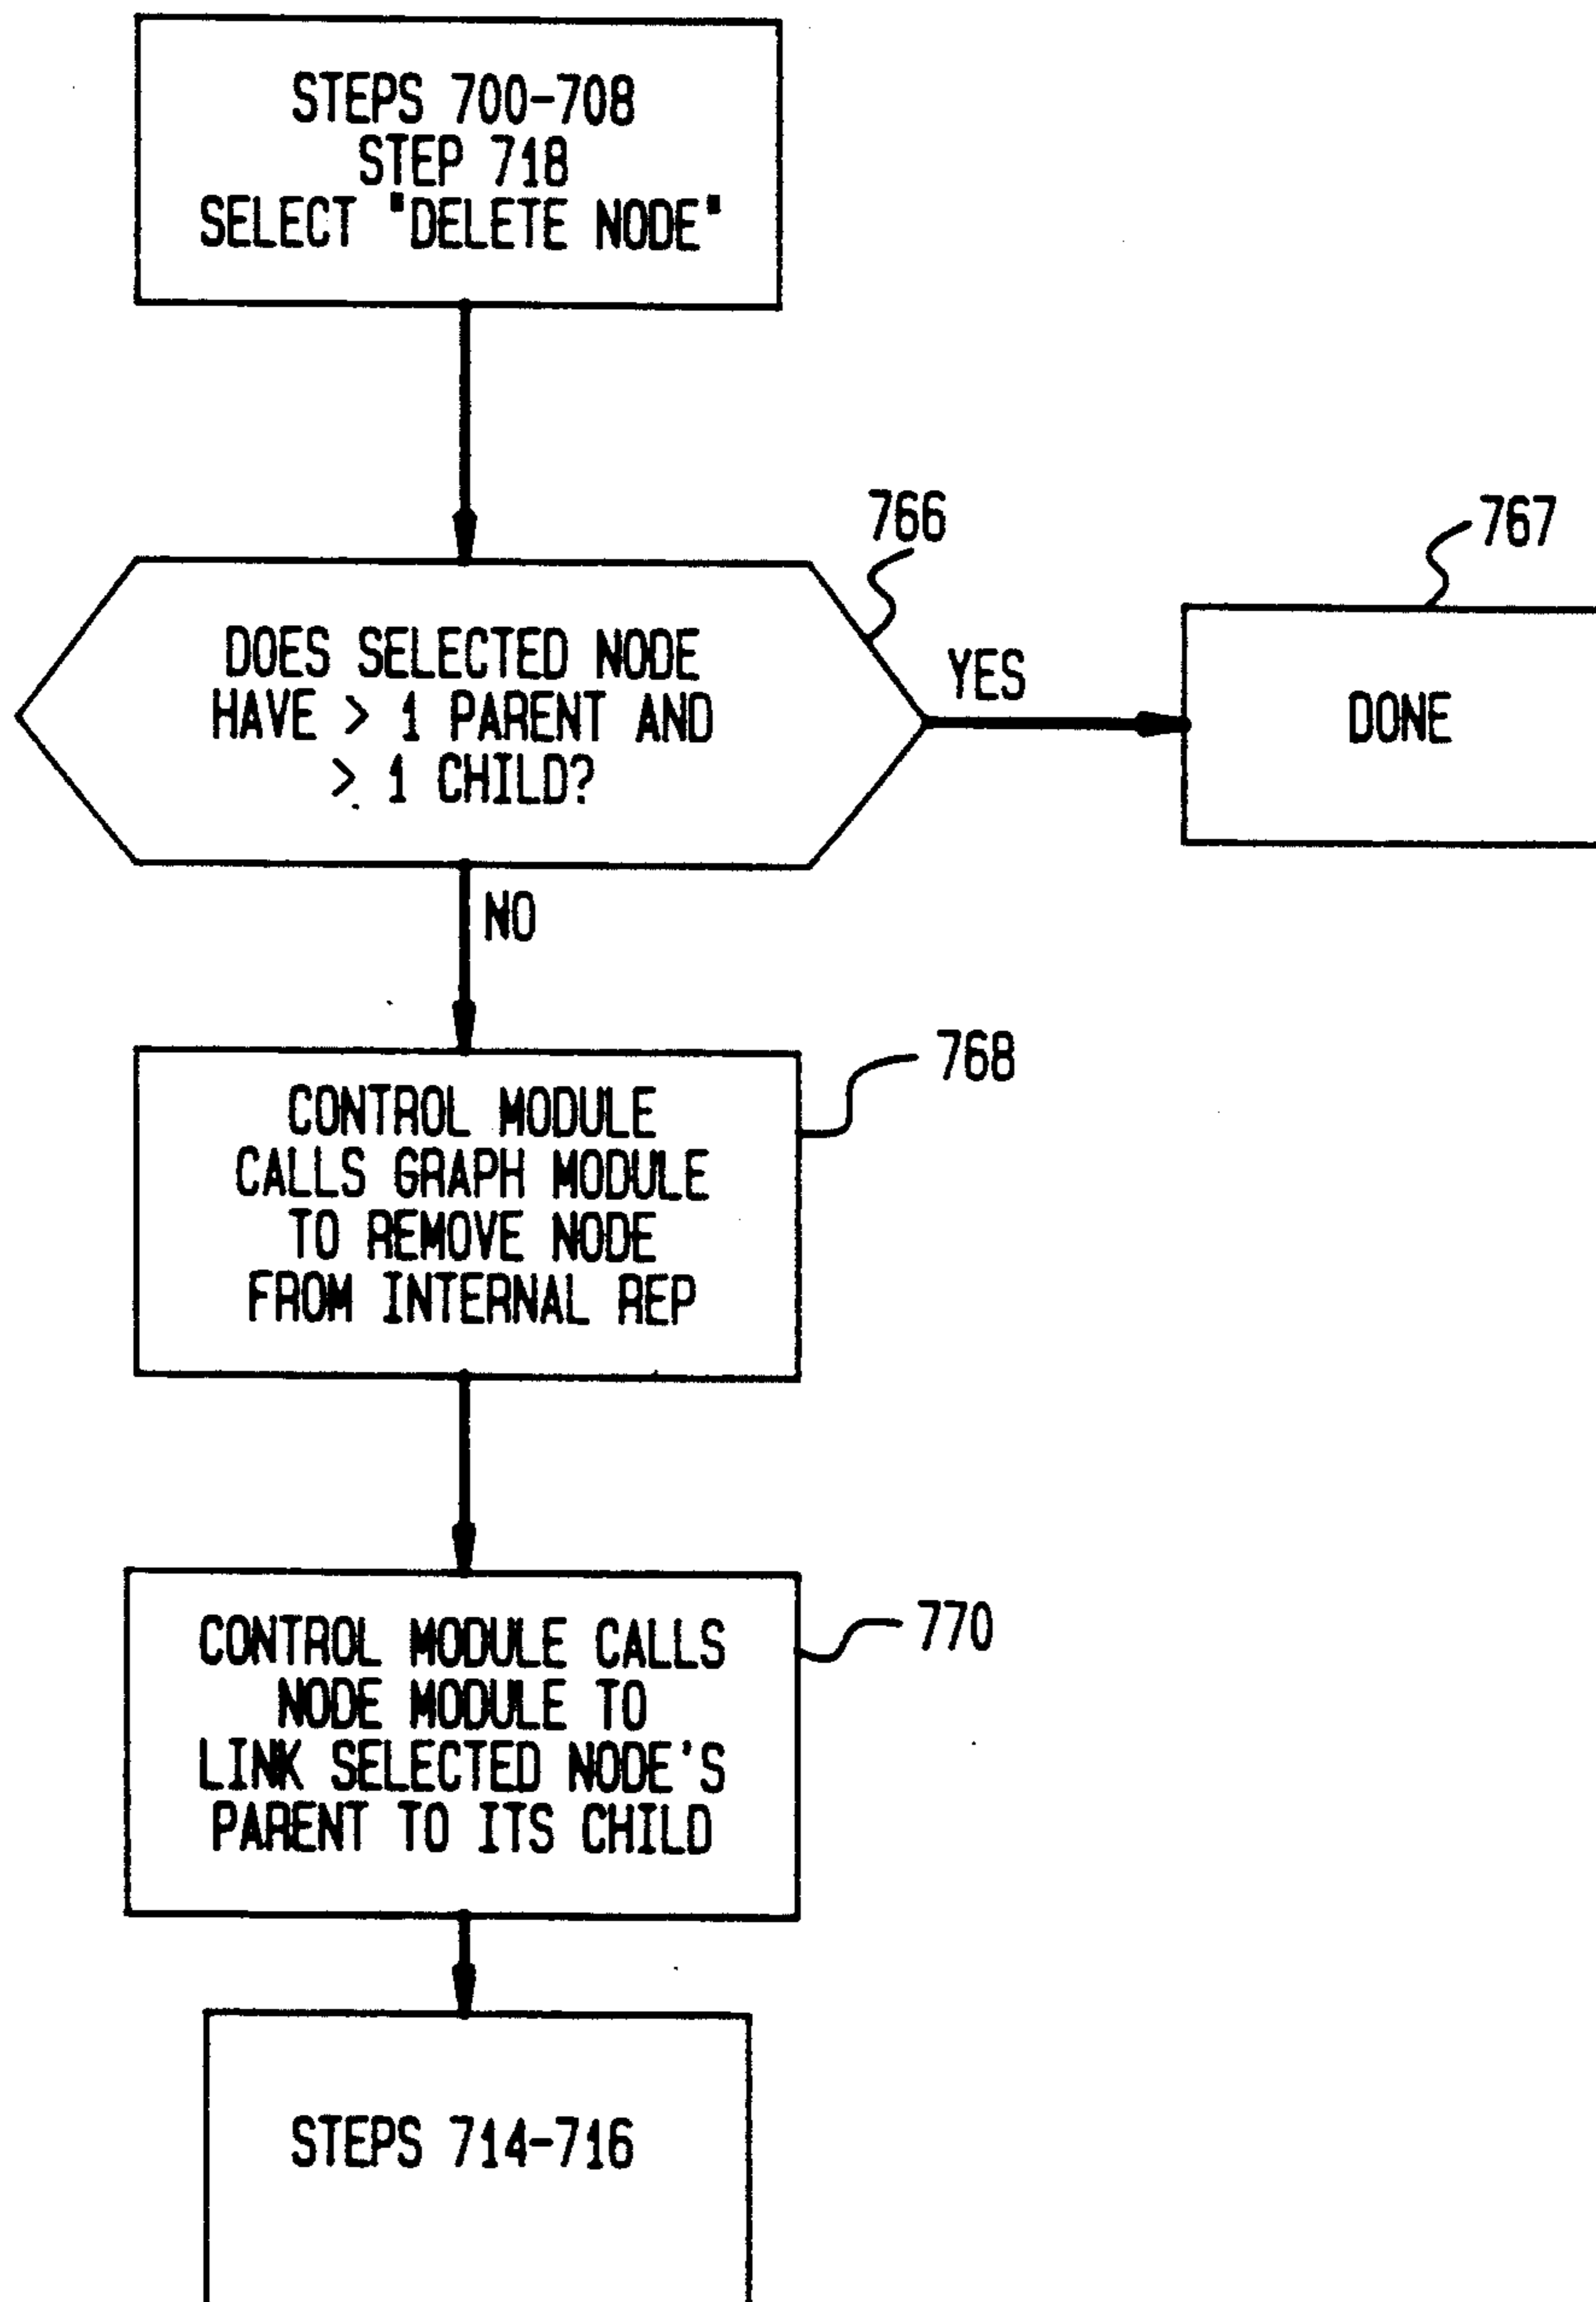 STEPS 700-708
STEP 718
SELECT "DELETE NODE"
766
767
DOES SELECTED NODE
HAVE > 1 PARENT AND
> 1 CHILD?
YES
DONE
NO
768
CONTROL MODULE
CALLS GRAPH MODULE
TO REMOVE NODE
FROM INTERNAL REP
770
CONTROL MODULE CALLS
NODE MODULE TO
LINK SELECTED NODE'S
PARENT TO ITS CHILD
STEPS 714-716